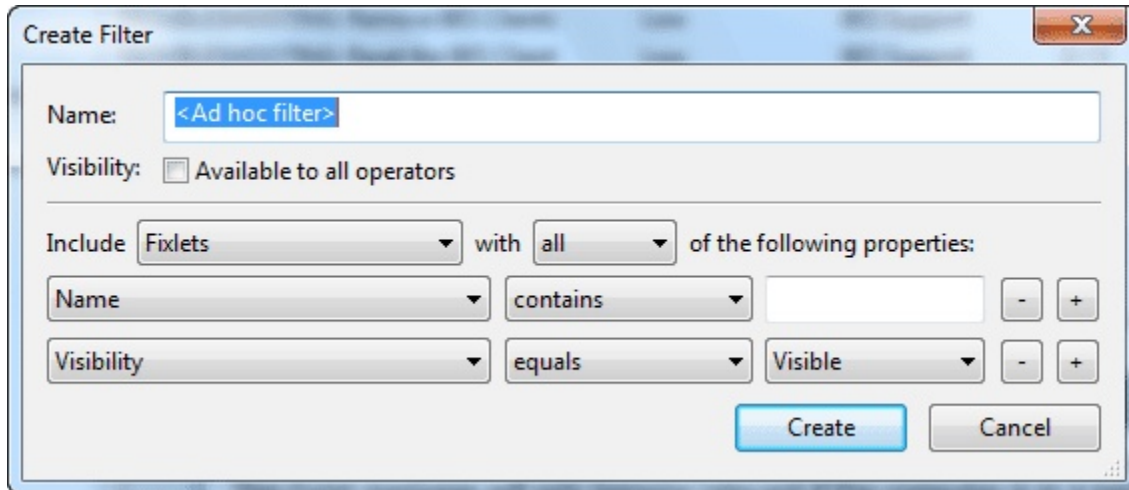 Create Filter
Name: <Ad hoc filter>
Visibility: Available to all operators
Include Fixlets with all of the following properties:
Name contains - +
Visibility equals Visible - +
Create Cancel